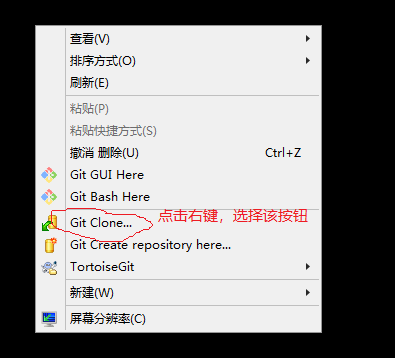 查看(V)
排序方式(O)
刷新(E)
粘贴(P)
粘贴快捷方式(S)
撤消 删除(U) Ctrl+Z
Git GUI Here
Git Bash Here
Git Clone... 点击右键，选择该按钮
Git Create repository here...
TortoiseGit
新建(W)
屏幕分辨率(C)